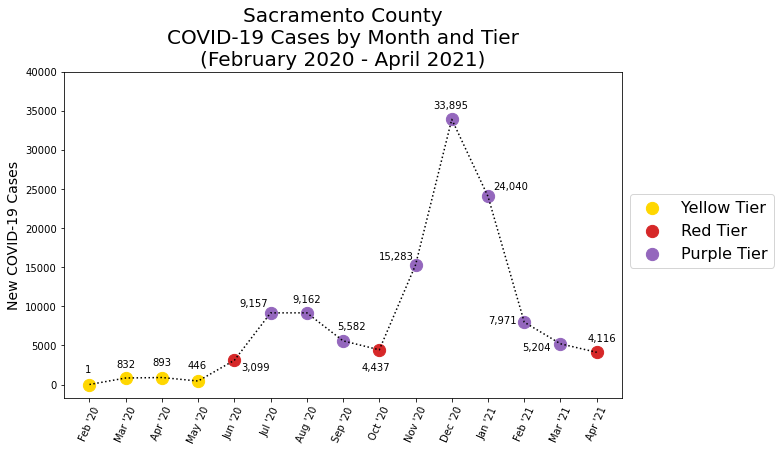 Sacramento County
COVID-19 Cases by Month and Tier
(February 2020 - April 2021)
New COVID-19 Cases
40000
35000
30000
25000
20000
15000
10000
5000
0
1
832
893
446
3,099
9,157
9,162
5,582
4,437
15,283
33,895
24,040
7,971
5,204
4,116
Feb '20
Mar '20
Apr '20
May '20
Jun '20
Jul '20
Aug '20
Sep '20
Oct '20
Nov '20
Dec '20
Jan '21
Feb '21
Mar '21
Apr '21
Yellow Tier
Red Tier
Purple Tier